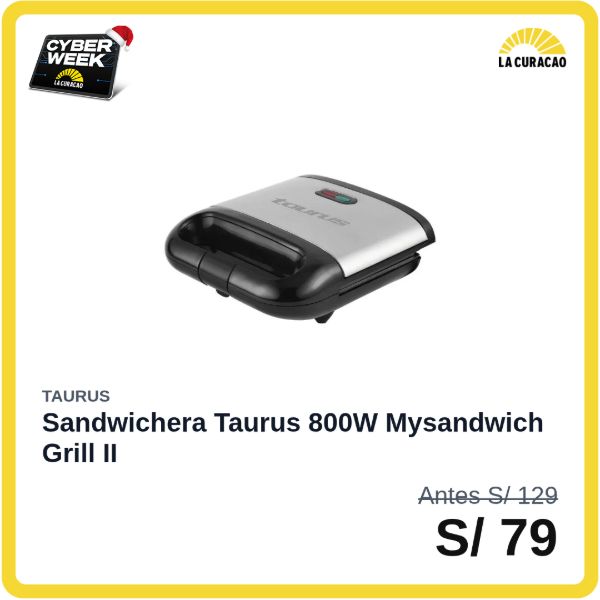 CYBER
WEEK
LA CURACAO
LA CURACAO
taurus
TAURUS
Sandwichera Taurus 800W Mysandwich
Grill II
Antes S/ 129
S/ 79